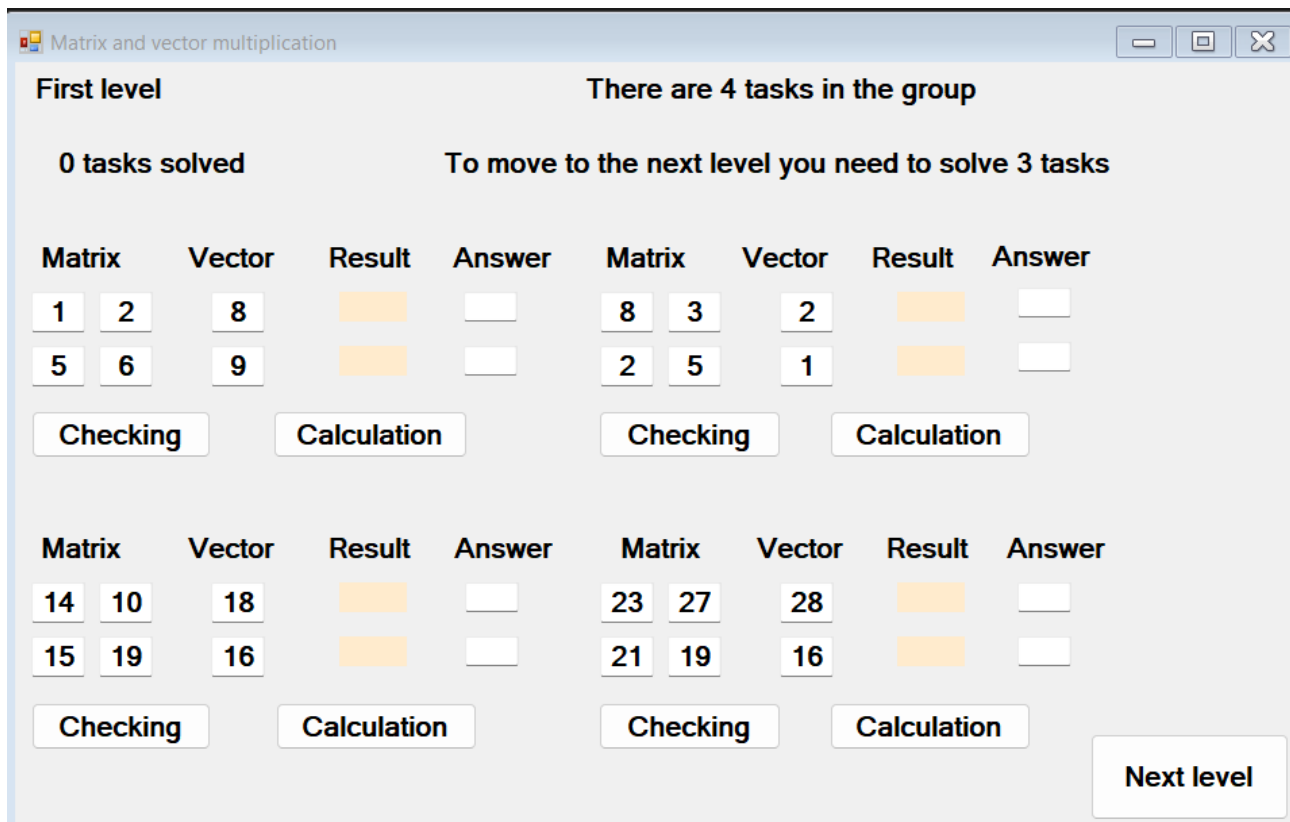 Matrix and vector multiplication
First level There are 4 tasks in the group
0 tasks solved To move to the next level you need to solve 3 tasks
Matrix Vector Result Answer Matrix Vector Result Answer
1 2 8 8 3 2
5 6 9 2 5 1
Checking Calculation Checking Calculation
Matrix Vector Result Answer Matrix Vector Result Answer
14 10 18 23 27 28
15 19 16 21 19 16
Checking Calculation Checking Calculation
Next level